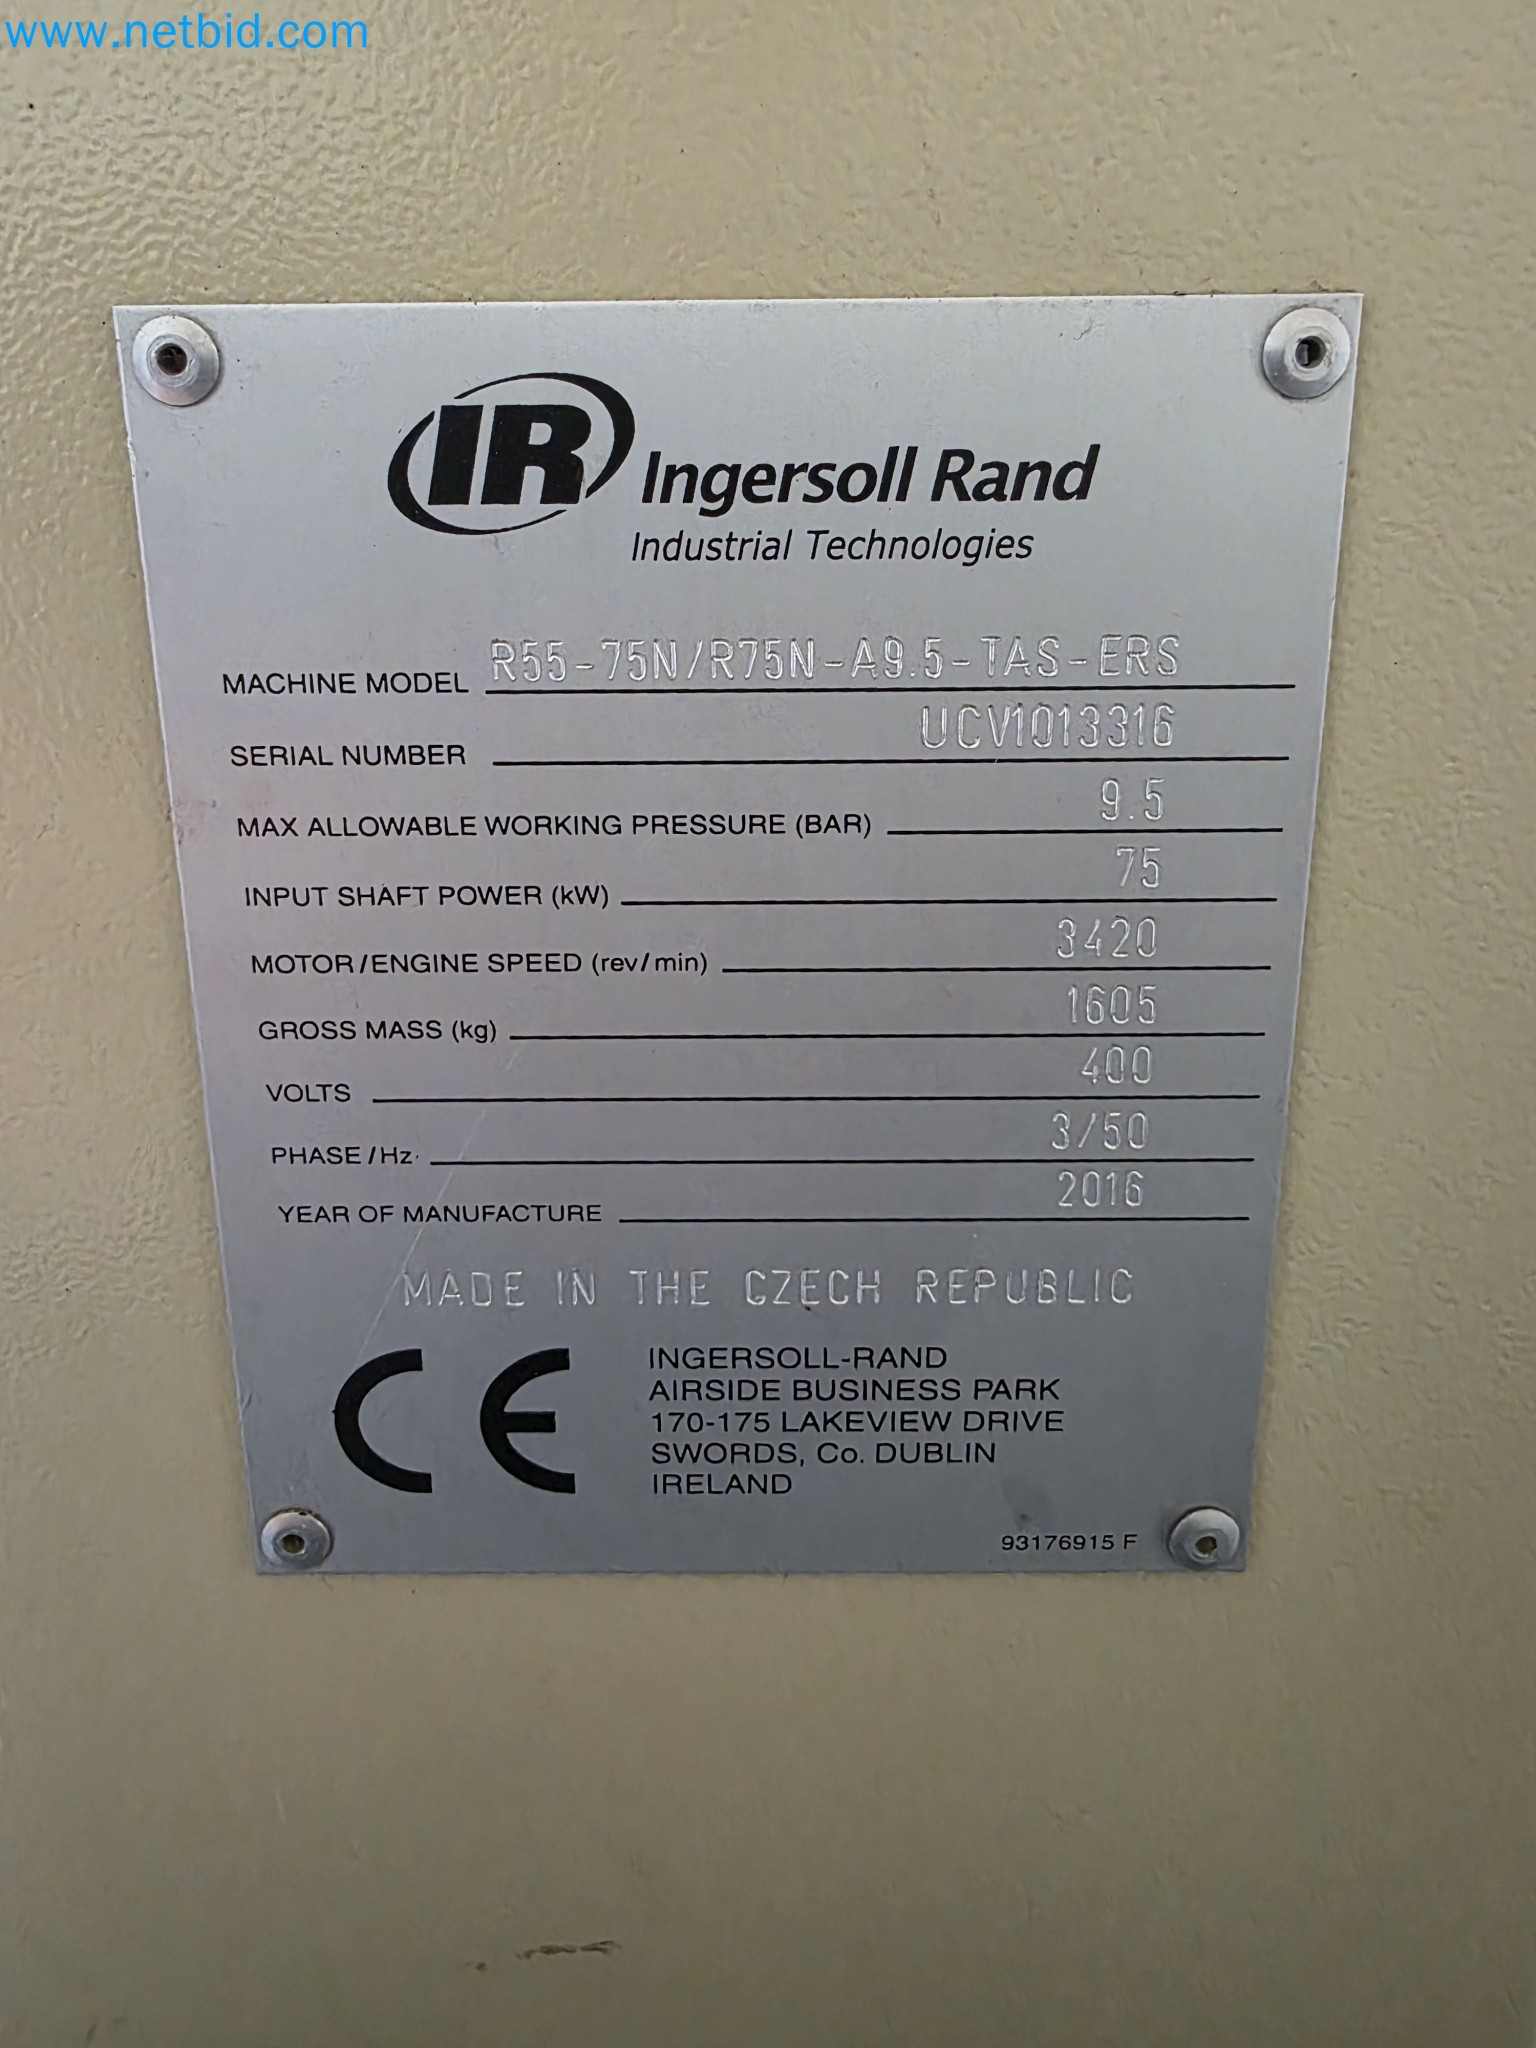 www.netbid.com
IR Ingersoll Rand
Industrial Technologies
MACHINE MODEL R55-75N/R75N-A9.5-TAS-ERS
SERIAL NUMBER UCV1013316
MAX ALLOWABLE WORKING PRESSURE (BAR) 9.5
INPUT SHAFT POWER (kW) 75
MOTOR/ENGINE SPEED (rev/min) 3420
GROSS MASS (kg) 1605
VOLTS 400
PHASE/Hz. 3/50
YEAR OF MANUFACTURE 2016
MADE IN THE CZECH REPUBLIC
CE
INGERSOLL-RAND
AIRSIDE BUSINESS PARK
170-175 LAKEVIEW DRIVE
SWORDS, Co. DUBLIN
IRELAND
93176915 F